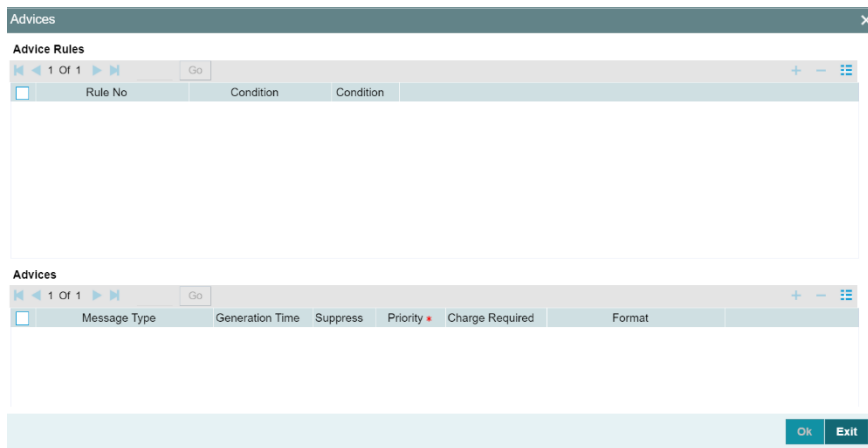 Advices
Advice Rules
1 Of 1 Go
Rule No Condition Condition
Advices
1 Of 1 Go
Message Type Generation Time Suppress Priority * Charge Required Format
Ok Exit